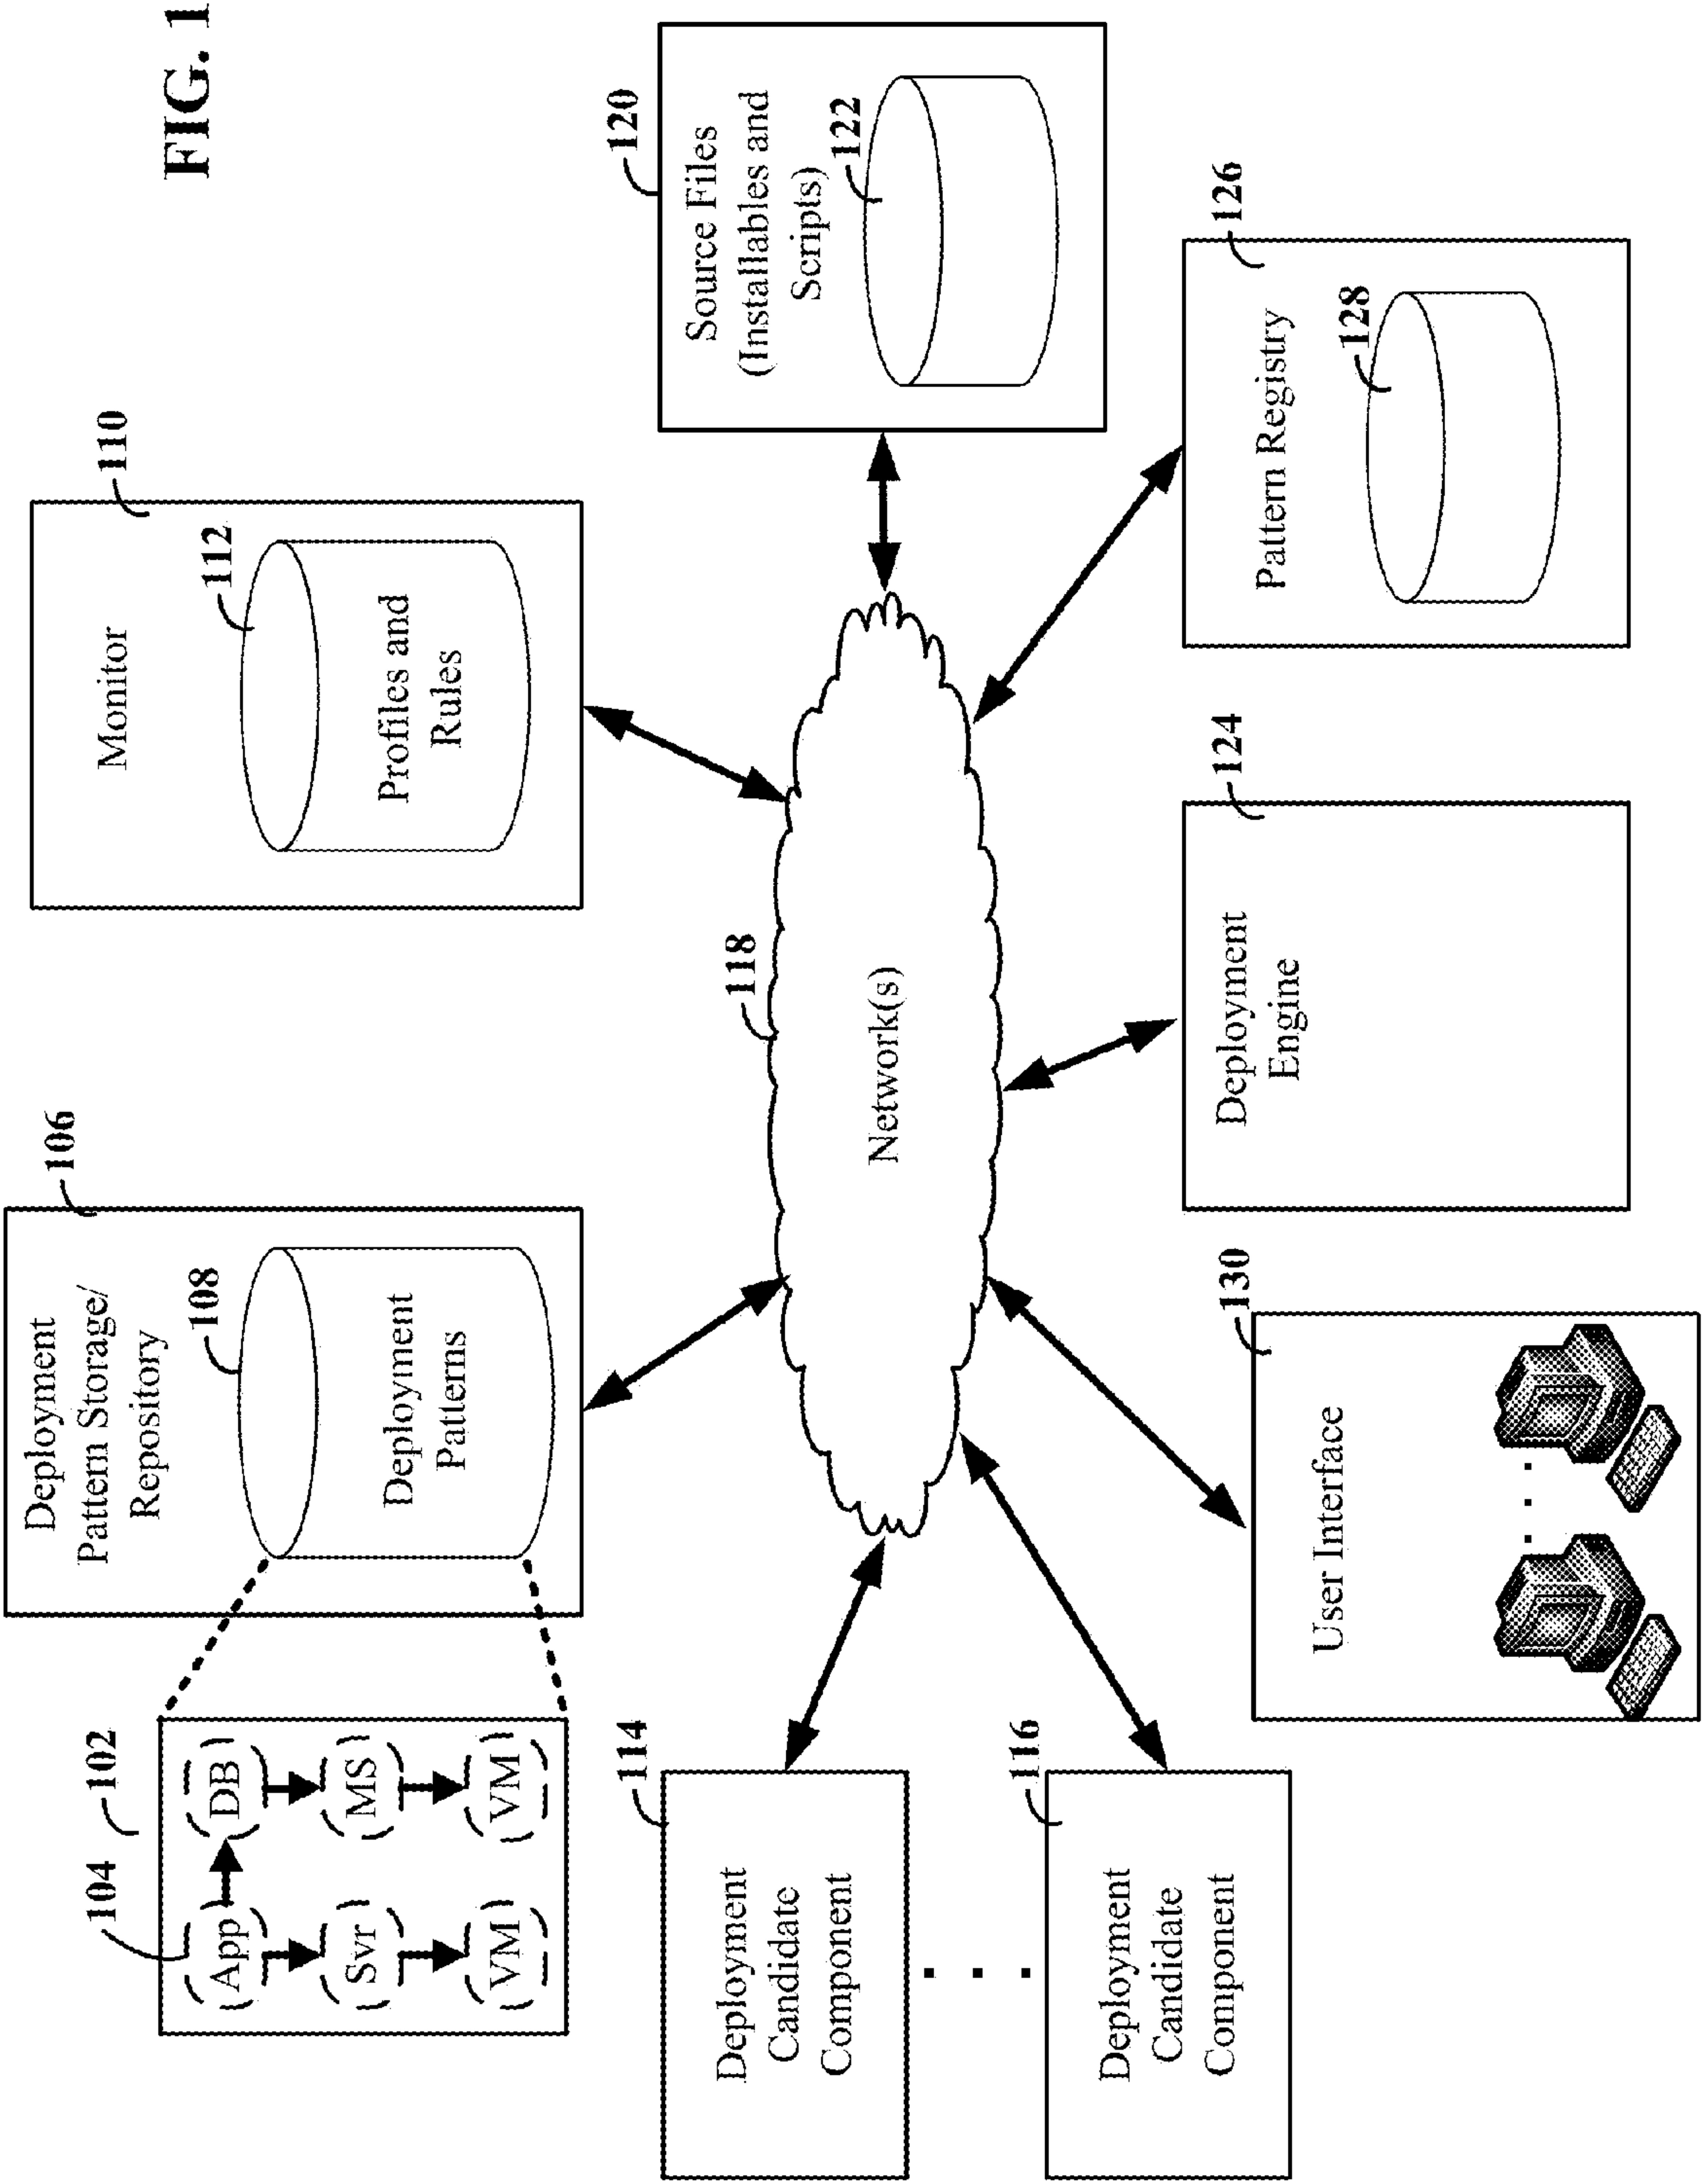 FIG. 1
102
104
App
DB
Svr
MS
VM
VM
106
Deployment
Pattern Storage/
Repository
108
Deployment
Patterns
110
Monitor
112
Profiles and
Rules
114
Deployment
Candidate
Component
. . .
116
Deployment
Candidate
Component
118
Network(s)
120
Source Files
(Installables and
Scripts)
122
130
User Interface
. . .
124
Deployment
Engine
126
Pattern Registry
128